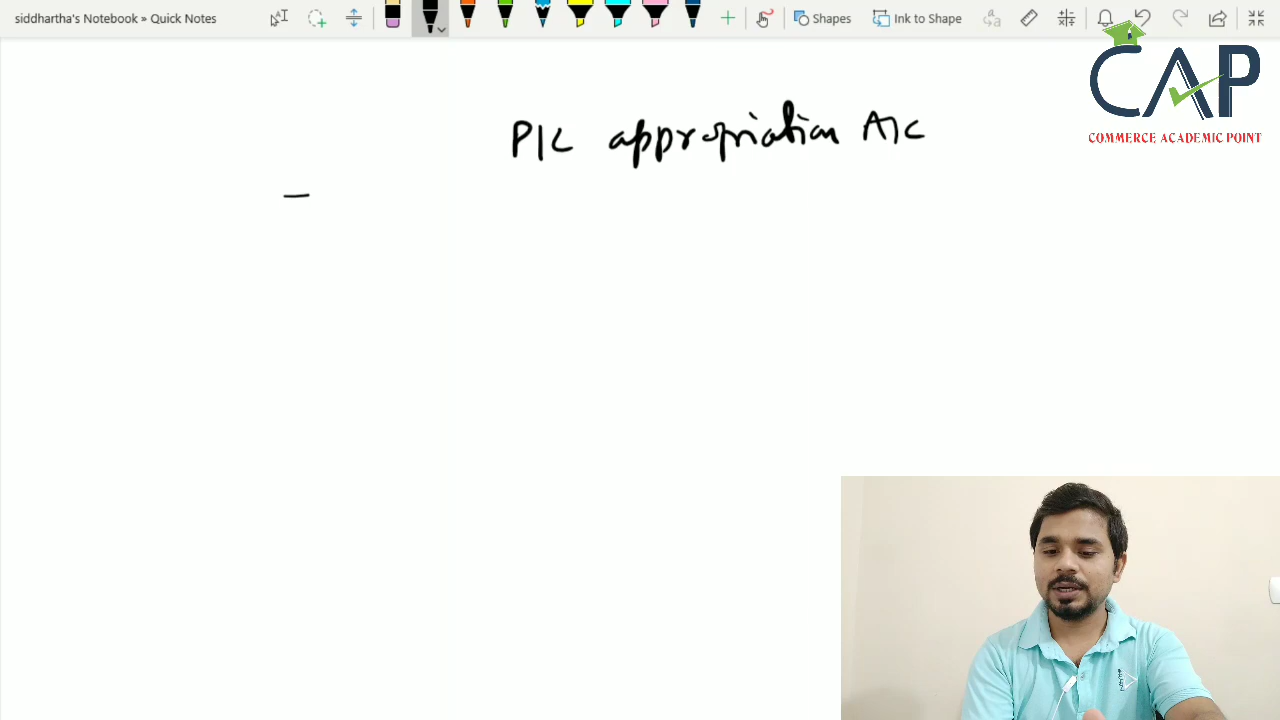 siddhartha's Notebook » Quick Notes
Shapes
Ink to Shape
CAP
COMMERCE ACADEMIC POINT
P|L appropriation A|c